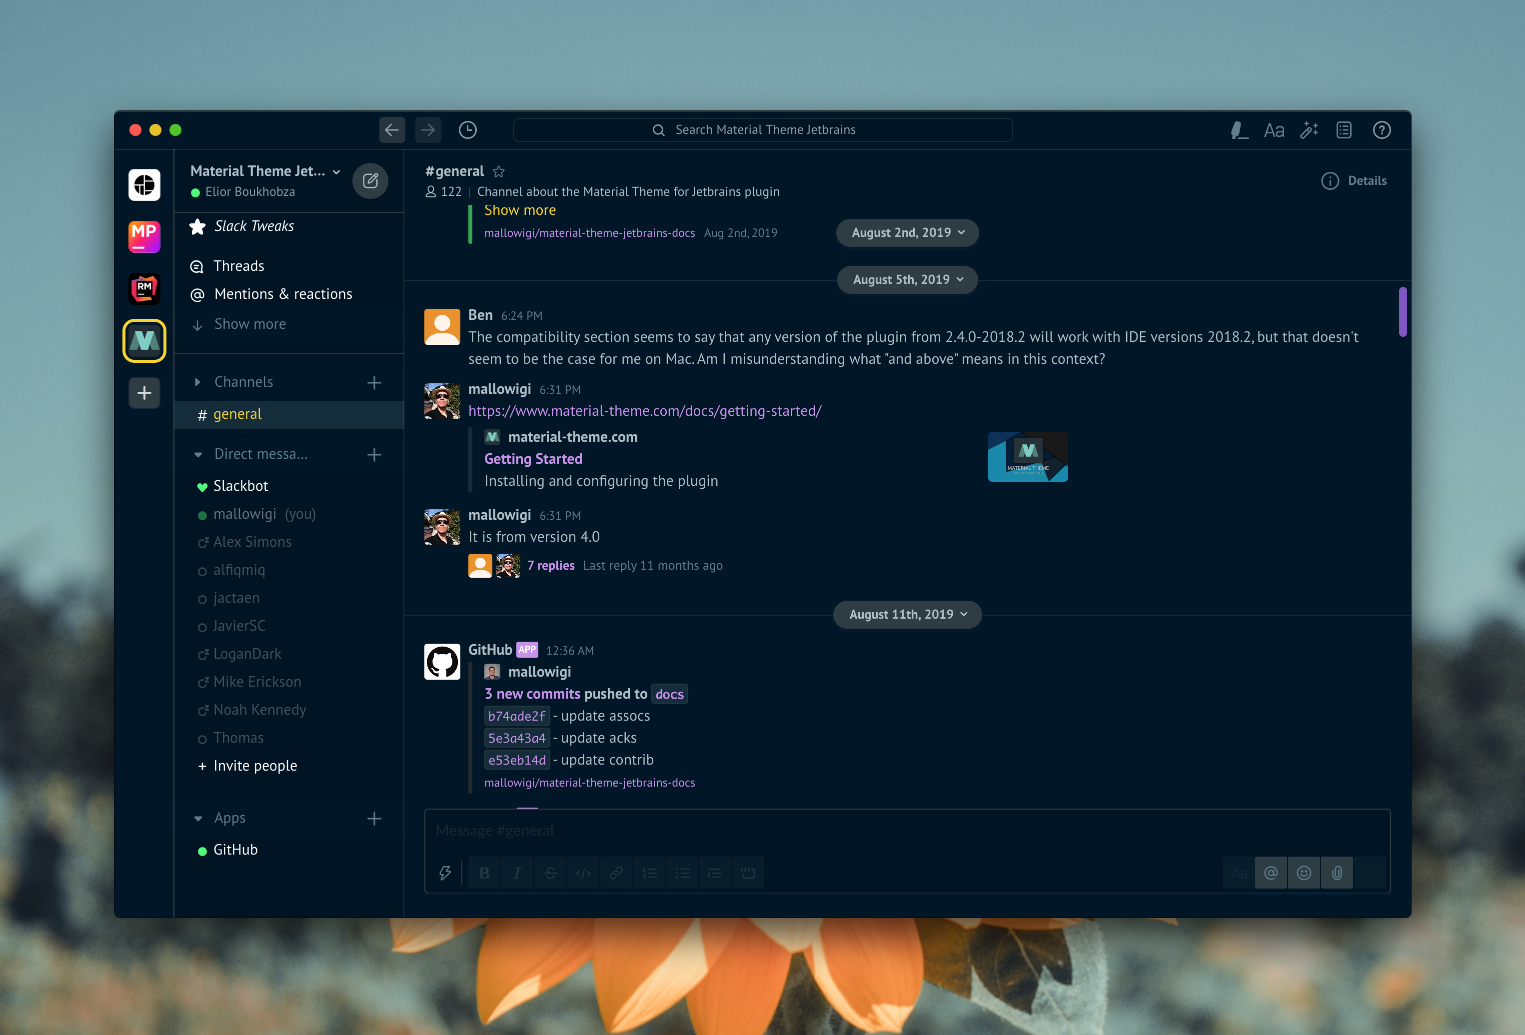 Search Material Theme Jetbrains
Aa
MP
RM
Material Theme Jet...
Elior Boukhobza
Slack Tweaks
Threads
Mentions & reactions
Show more
Channels
# general
Direct messa...
Slackbot
mallowigi (you)
Alex Simons
alfiqmiq
jactaen
JavierSC
LoganDark
Mike Erickson
Noah Kennedy
Thomas
+ Invite people
Apps
GitHub
#general
122 | Channel about the Material Theme for Jetbrains plugin
Details
Show more
mallowigi/material-theme-jetbrains-docs Aug 2nd, 2019
August 2nd, 2019
August 5th, 2019
Ben 6:24 PM
The compatibility section seems to say that any version of the plugin from 2.4.0-2018.2 will work with IDE versions 2018.2, but that doesn't
seem to be the case for me on Mac. Am I misunderstanding what "and above" means in this context?
mallowigi 6:31 PM
https://www.material-theme.com/docs/getting-started/
material-theme.com
Getting Started
Installing and configuring the plugin
MATERIAL THEME
mallowigi 6:31 PM
It is from version 4.0
7 replies Last reply 11 months ago
August 11th, 2019
GitHub APP 12:36 AM
mallowigi
3 new commits pushed to docs
b74ade2f - update assocs
5e3a43a4 - update acks
e53eb14d - update contrib
mallowigi/material-theme-jetbrains-docs
Message #general
B I S </> Aa @